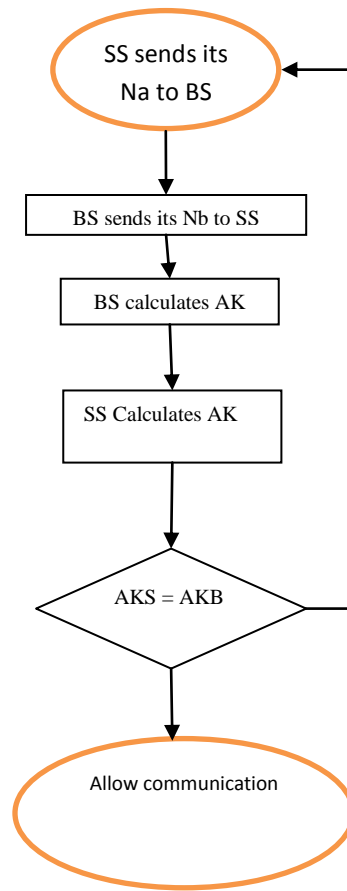 SS sends its
Na to BS
BS sends its Nb to SS
BS calculates AK
SS Calculates AK
AKS = AKB
Allow communication